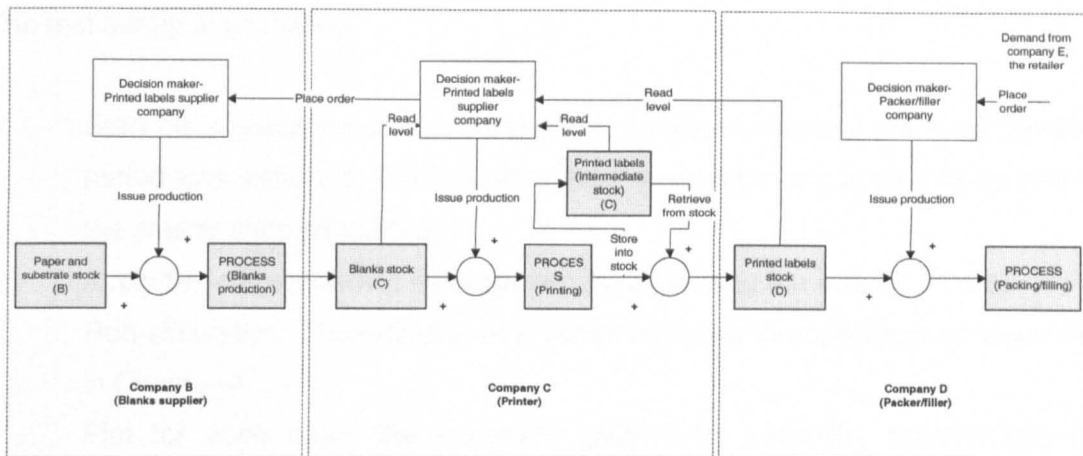 Demand from
company E,
the retailer
Decision maker-
Printed labels supplier
company
Place order
Decision maker-
Printed labels
supplier
company
Read
level
Decision maker-
Packer/filler
company
Place
order
Read
level
Read
level
Printed labels
(Intermediate
stock)
(C)
Issue production
Issue production
Store
into
stock
Retrieve
from stock
Issue production
Paper and
substrate stock
(B)
+
+
PROCESS
(Blanks
production)
Blanks stock
(C)
+
+
PROCES
S
(Printing)
+
+
Printed labels
stock
(D)
+
+
PROCESS
(Packing/filling)
Company B
(Blanks supplier)
Company C
(Printer)
Company D
(Packer/filler)